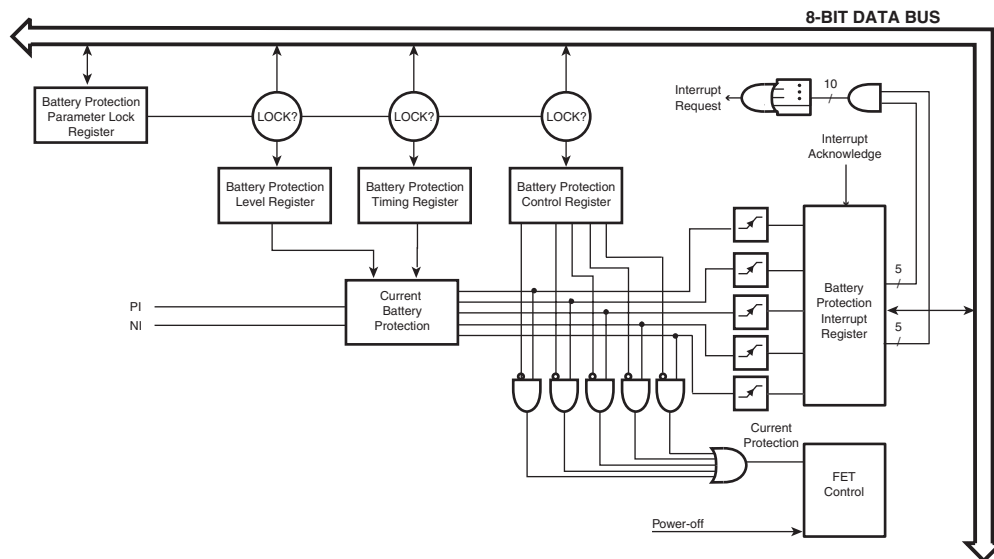 8-BIT DATA BUS
Battery Protection
Parameter Lock
Register
LOCK?
LOCK?
LOCK?
Interrupt
Request
10
Interrupt
Acknowledge
Battery Protection
Level Register
Battery Protection
Timing Register
Battery Protection
Control Register
PI
NI
Current
Battery
Protection
Battery
Protection
Interrupt
Register
5
5
Current
Protection
FET
Control
Power-off